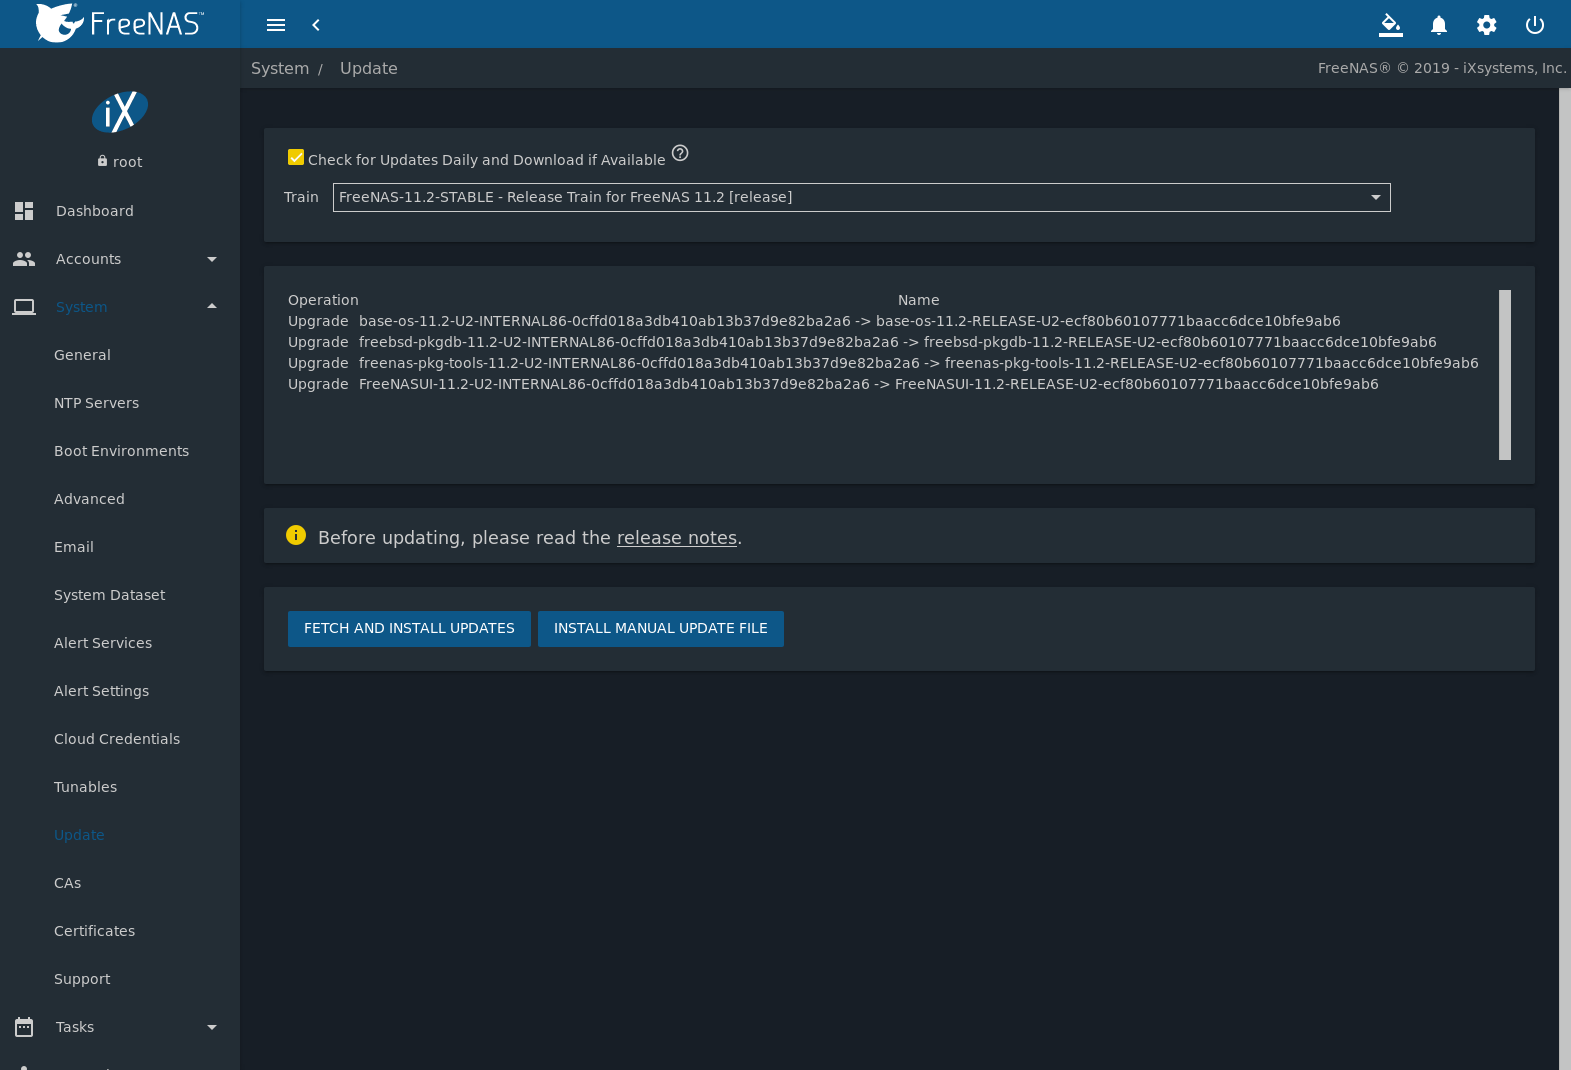 FreeNAS™
System / Update
FreeNAS® © 2019 - iXsystems, Inc.
iX
root
Dashboard
Accounts
System
General
NTP Servers
Boot Environments
Advanced
Email
System Dataset
Alert Services
Alert Settings
Cloud Credentials
Tunables
Update
CAs
Certificates
Support
Tasks
Check for Updates Daily and Download if Available
Train FreeNAS-11.2-STABLE - Release Train for FreeNAS 11.2 [release]
Operation Name
Upgrade base-os-11.2-U2-INTERNAL86-0cffd018a3db410ab13b37d9e82ba2a6 -> base-os-11.2-RELEASE-U2-ecf80b60107771baacc6dce10bfe9ab6
Upgrade freebsd-pkgdb-11.2-U2-INTERNAL86-0cffd018a3db410ab13b37d9e82ba2a6 -> freebsd-pkgdb-11.2-RELEASE-U2-ecf80b60107771baacc6dce10bfe9ab6
Upgrade freenas-pkg-tools-11.2-U2-INTERNAL86-0cffd018a3db410ab13b37d9e82ba2a6 -> freenas-pkg-tools-11.2-RELEASE-U2-ecf80b60107771baacc6dce10bfe9ab6
Upgrade FreeNASUI-11.2-U2-INTERNAL86-0cffd018a3db410ab13b37d9e82ba2a6 -> FreeNASUI-11.2-RELEASE-U2-ecf80b60107771baacc6dce10bfe9ab6
Before updating, please read the release notes.
FETCH AND INSTALL UPDATES
INSTALL MANUAL UPDATE FILE